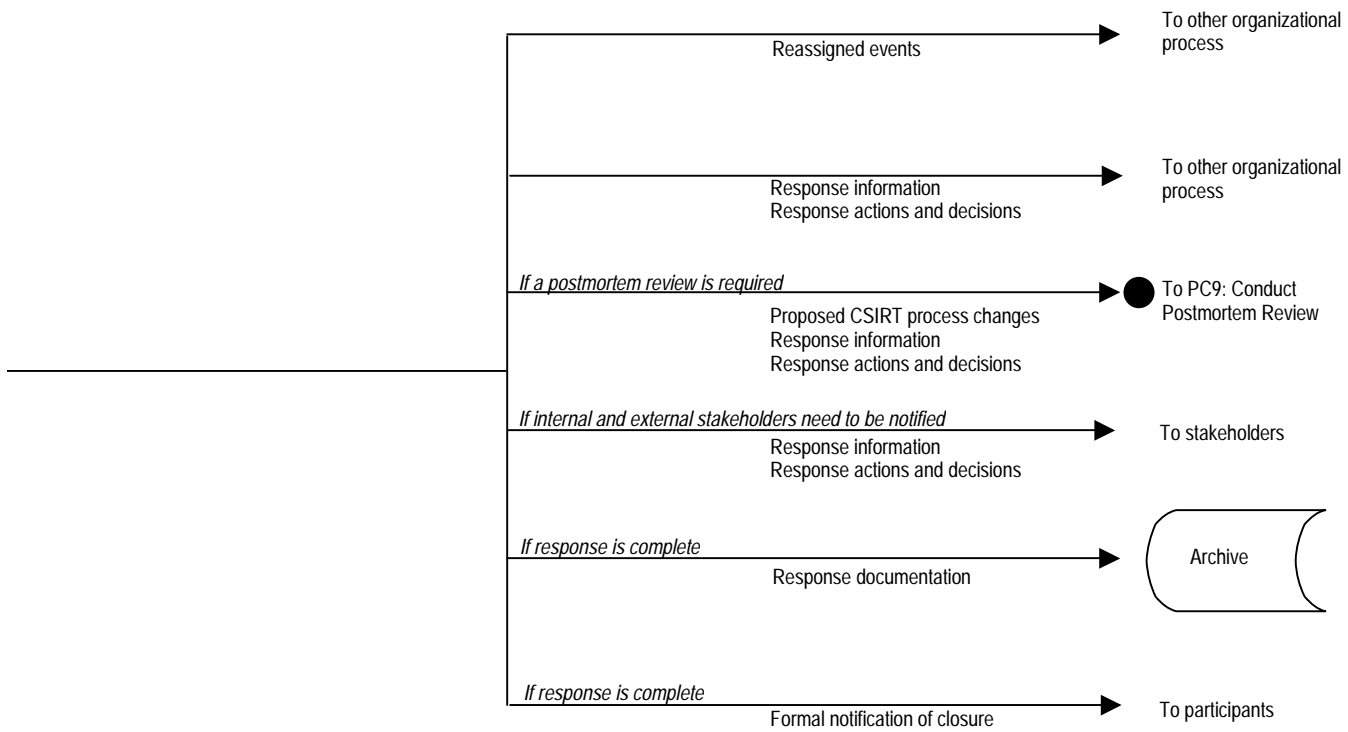 To other organizational
process
Reassigned events
To other organizational
process
Response information
Response actions and decisions
If a postmortem review is required
To PC9: Conduct
Postmortem Review
Proposed CSIRT process changes
Response information
Response actions and decisions
If internal and external stakeholders need to be notified
To stakeholders
Response information
Response actions and decisions
If response is complete
Archive
Response documentation
If response is complete
To participants
Formal notification of closure